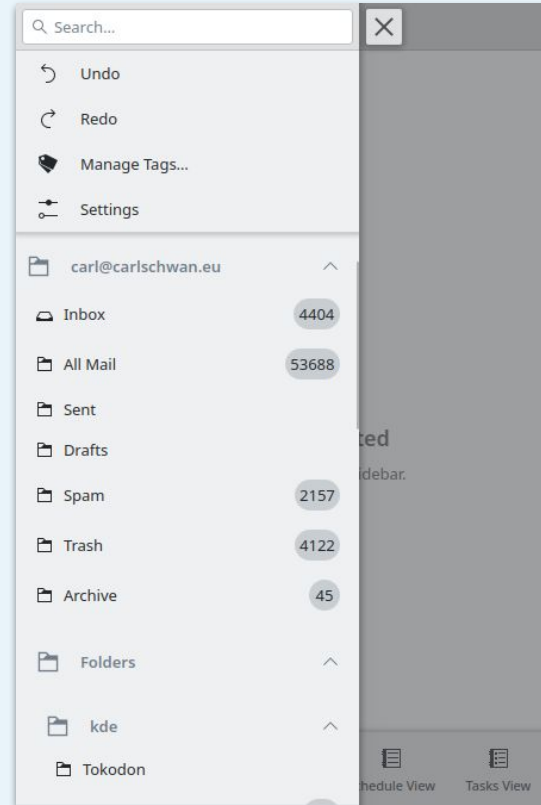 Search...
Undo
Redo
Manage Tags...
Settings
carl@carlschwan.eu
Inbox 4404
All Mail 53688
Sent
Drafts
Spam 2157
Trash 4122
Archive 45
Folders
kde
Tokodon
ted
idebar.
hedule View
Tasks View